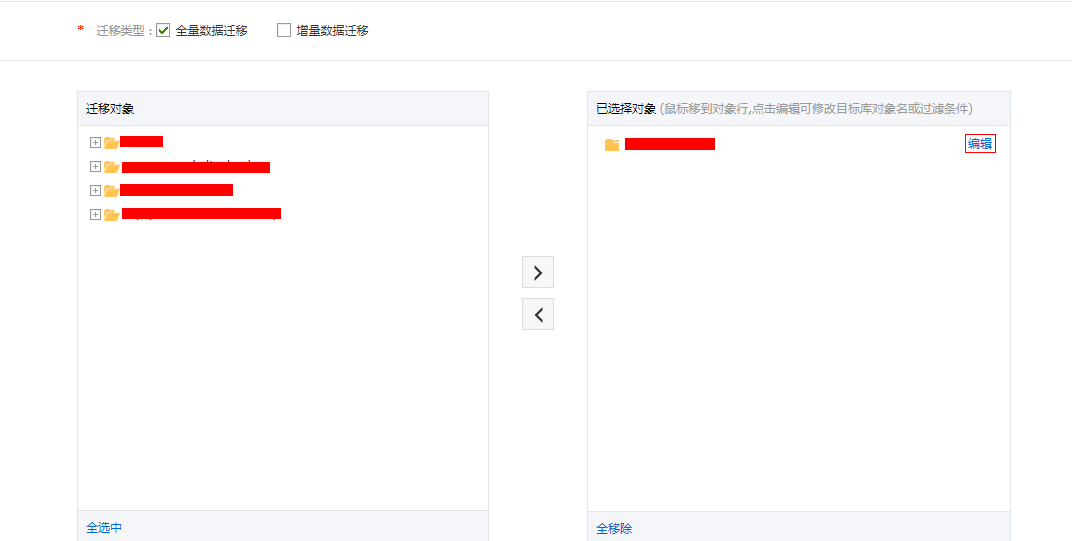 * 迁移类型 : 全量数据迁移 增量数据迁移
迁移对象
已选择对象 (鼠标移到对象行,点击编辑可修改目标库对象名或过滤条件)
编辑
全选中
全移除